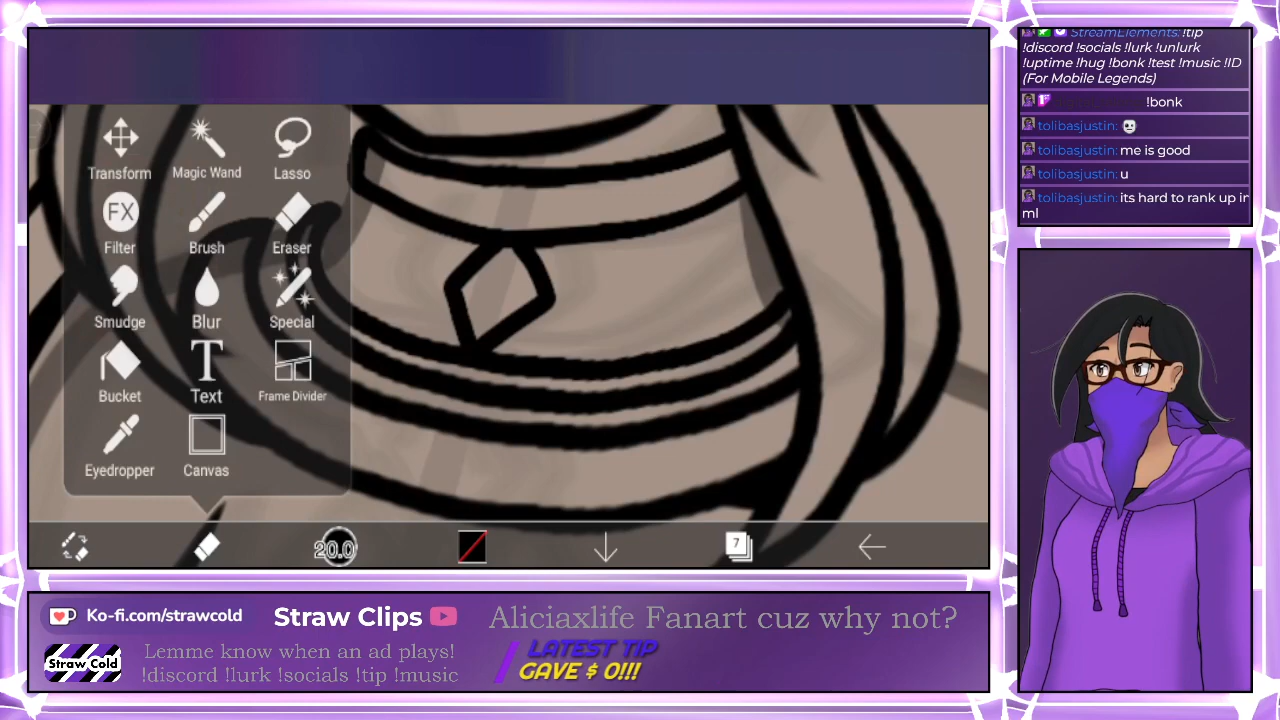 Transform
Magic Wand
Lasso
FX
Filter
Brush
Eraser
Smudge
Blur
Special
T
Bucket
Text
Frame Divider
Eyedropper
Canvas
20.0
7
StreamElements: !tip
!discord !socials !lurk !unlurk
!uptime !hug !bonk !test !music !ID
(For Mobile Legends)
!bonk
tolibasjustin:
tolibasjustin: me is good
tolibasjustin: u
tolibasjustin: its hard to rank up in
ml
Ko-fi.com/strawcold
Straw Clips
Aliciaxlife Fanart cuz why not?
Straw Cold
Lemme know when an ad plays!
!discord !lurk !socials !tip !music
LATEST TIP
GAVE $ 0!!!